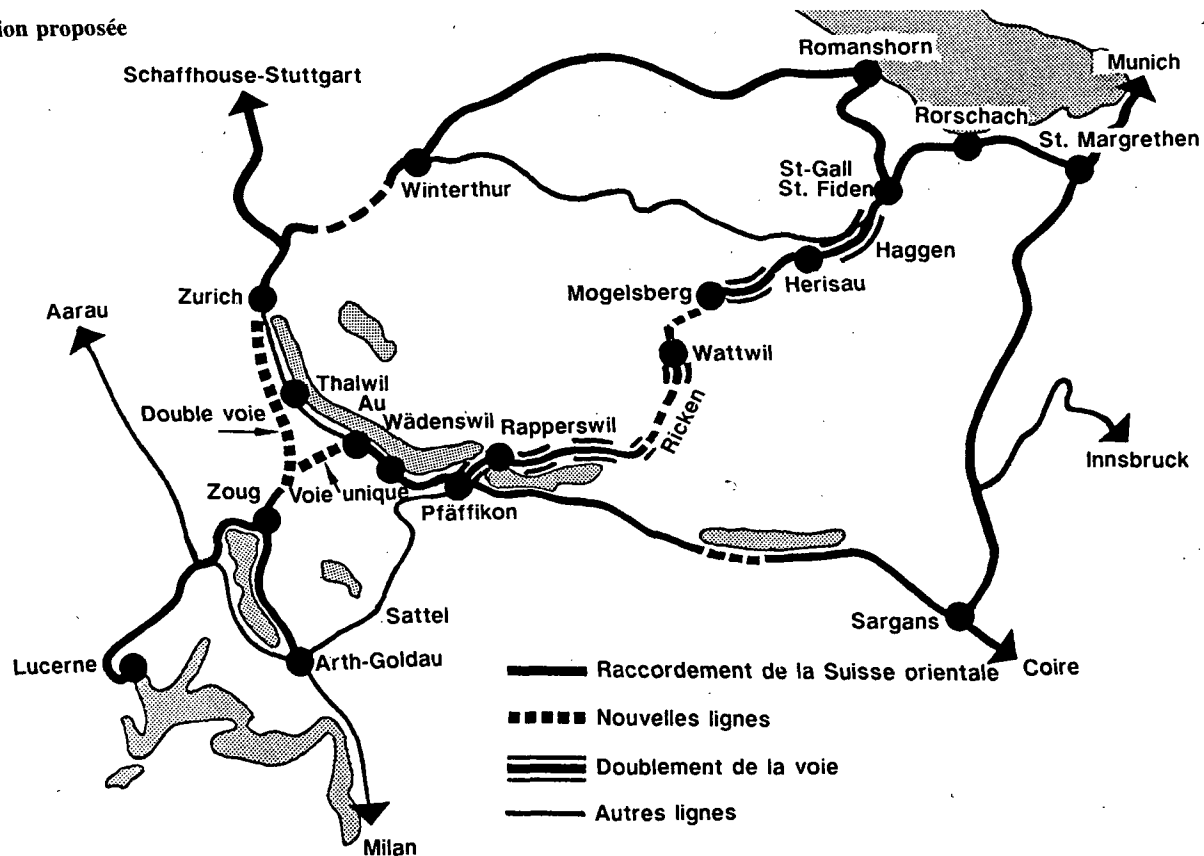 ion proposée
Romanshorn
Schaffhouse-Stuttgart
Munich
Rorschach
St. Margrethen
St-Gall
St. Fiden
Winterthur
Haggen
Herisau
Zurich
Mogelsberg
Aarau
Wattwil
Thalwil
Au
Double voie
Wädenswil
Rapperswil
Ricken
Innsbruck
Zoug
Voie unique
Pfäffikon
Sattel
Sargans
Lucerne
Arth-Goldau
Coire
Raccordement de la Suisse orientale
Nouvelles lignes
Doublement de la voie
Autres lignes
Milan